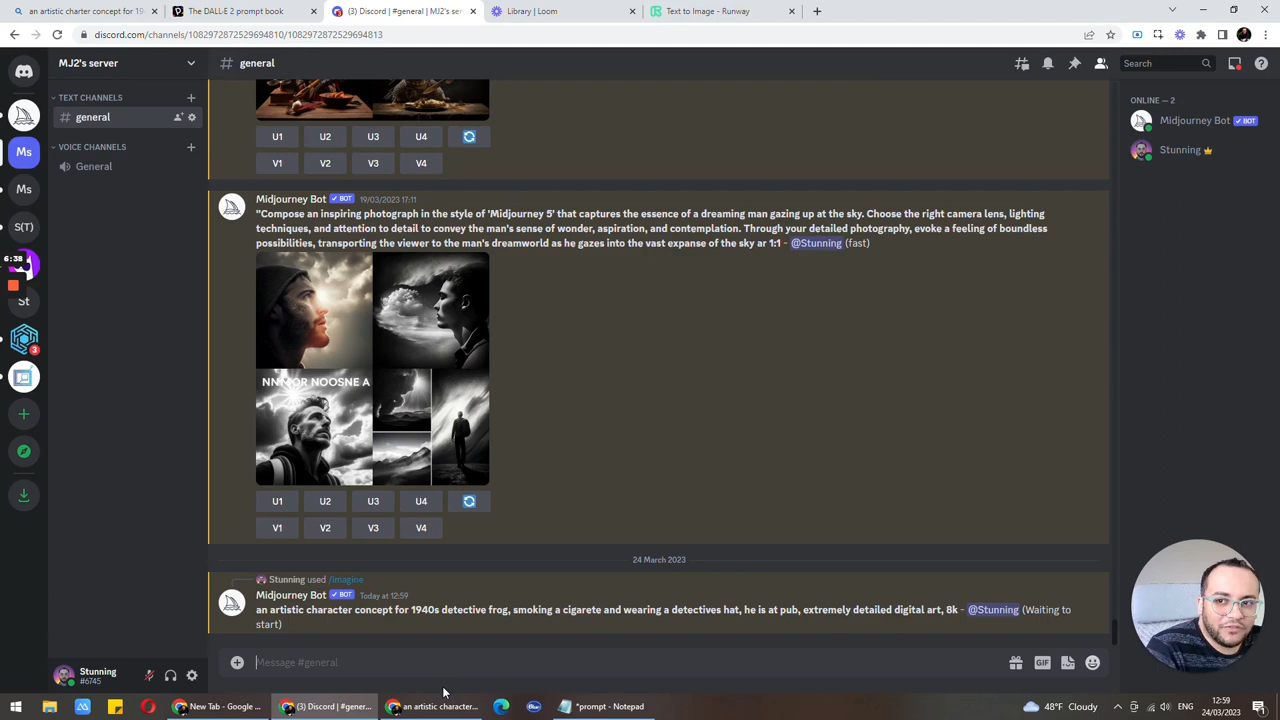 an artistic charter concept for 19
The DALL-E 2 prompt book
(3) Discord | #general | MJ2's ser
Library | Loom
Text to Image - Runway
discord.com/channels/1082972872529694810/1082972872529694813
MJ2's server
general
Search
TEXT CHANNELS
general
VOICE CHANNELS
General
ONLINE — 2
Midjourney Bot BOT
Stunning
Ms
Ms
S(T)
6:38
St
3
U1 U2 U3 U4
V1 V2 V3 V4
Midjourney Bot BOT 19/03/2023 17:11
"Compose an inspiring photograph in the style of 'Midjourney 5' that captures the essence of a dreaming man gazing up at the sky. Choose the right camera lens, lighting
techniques, and attention to detail to convey the man's sense of wonder, aspiration, and contemplation. Through your detailed photography, evoke a feeling of boundless
possibilities, transporting the viewer to the man's dreamworld as he gazes into the vast expanse of the sky ar 1:1 - @Stunning (fast)
U1 U2 U3 U4
V1 V2 V3 V4
24 March 2023
Stunning used /imagine
Midjourney Bot BOT Today at 12:59
an artistic character concept for 1940s detective frog, smoking a cigarete and wearing a detectives hat, he is at pub, extremely detailed digital art, 8k - @Stunning (Waiting to
start)
Message #general
GIF
Stunning
#6745
New Tab - Google ...
(3) Discord | #gener...
an artistic character...
*prompt - Notepad
48°F Cloudy
ENG
12:59
24/03/2023